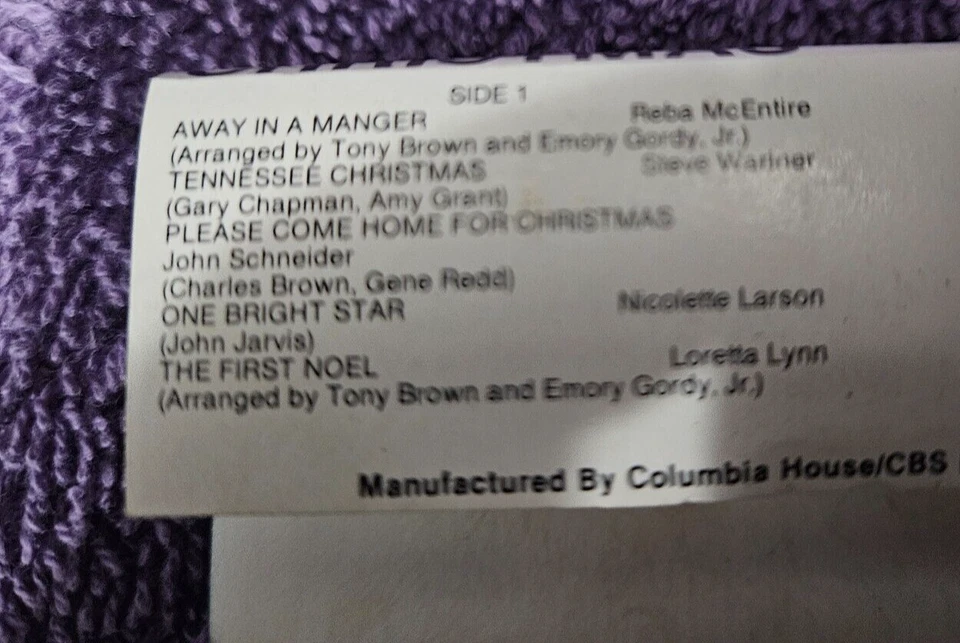 SIDE 1
AWAY IN A MANGER Reba McEntire
(Arranged by Tony Brown and Emory Gordy, Jr.)
TENNESSEE CHRISTMAS Steve Wariner
(Gary Chapman, Amy Grant)
PLEASE COME HOME FOR CHRISTMAS
John Schneider
(Charles Brown, Gene Redd)
ONE BRIGHT STAR Nicolette Larson
(John Jarvis)
THE FIRST NOEL Loretta Lynn
(Arranged by Tony Brown and Emory Gordy, Jr.)
Manufactured By Columbia House/CBS